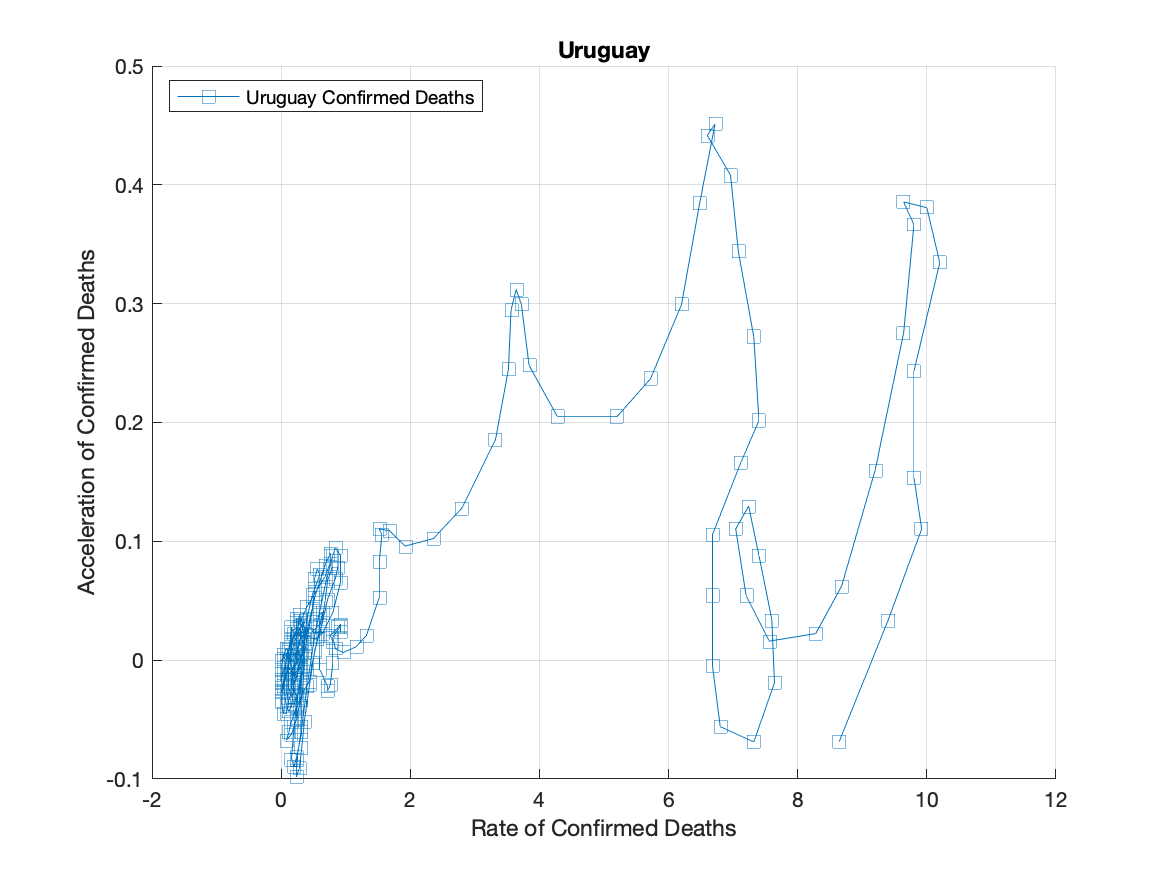 Uruguay
Uruguay Confirmed Deaths
0.5
0.4
0.3
0.2
0.1
0
-0.1
-2 0 2 4 6 8 10 12
Rate of Confirmed Deaths
Acceleration of Confirmed Deaths